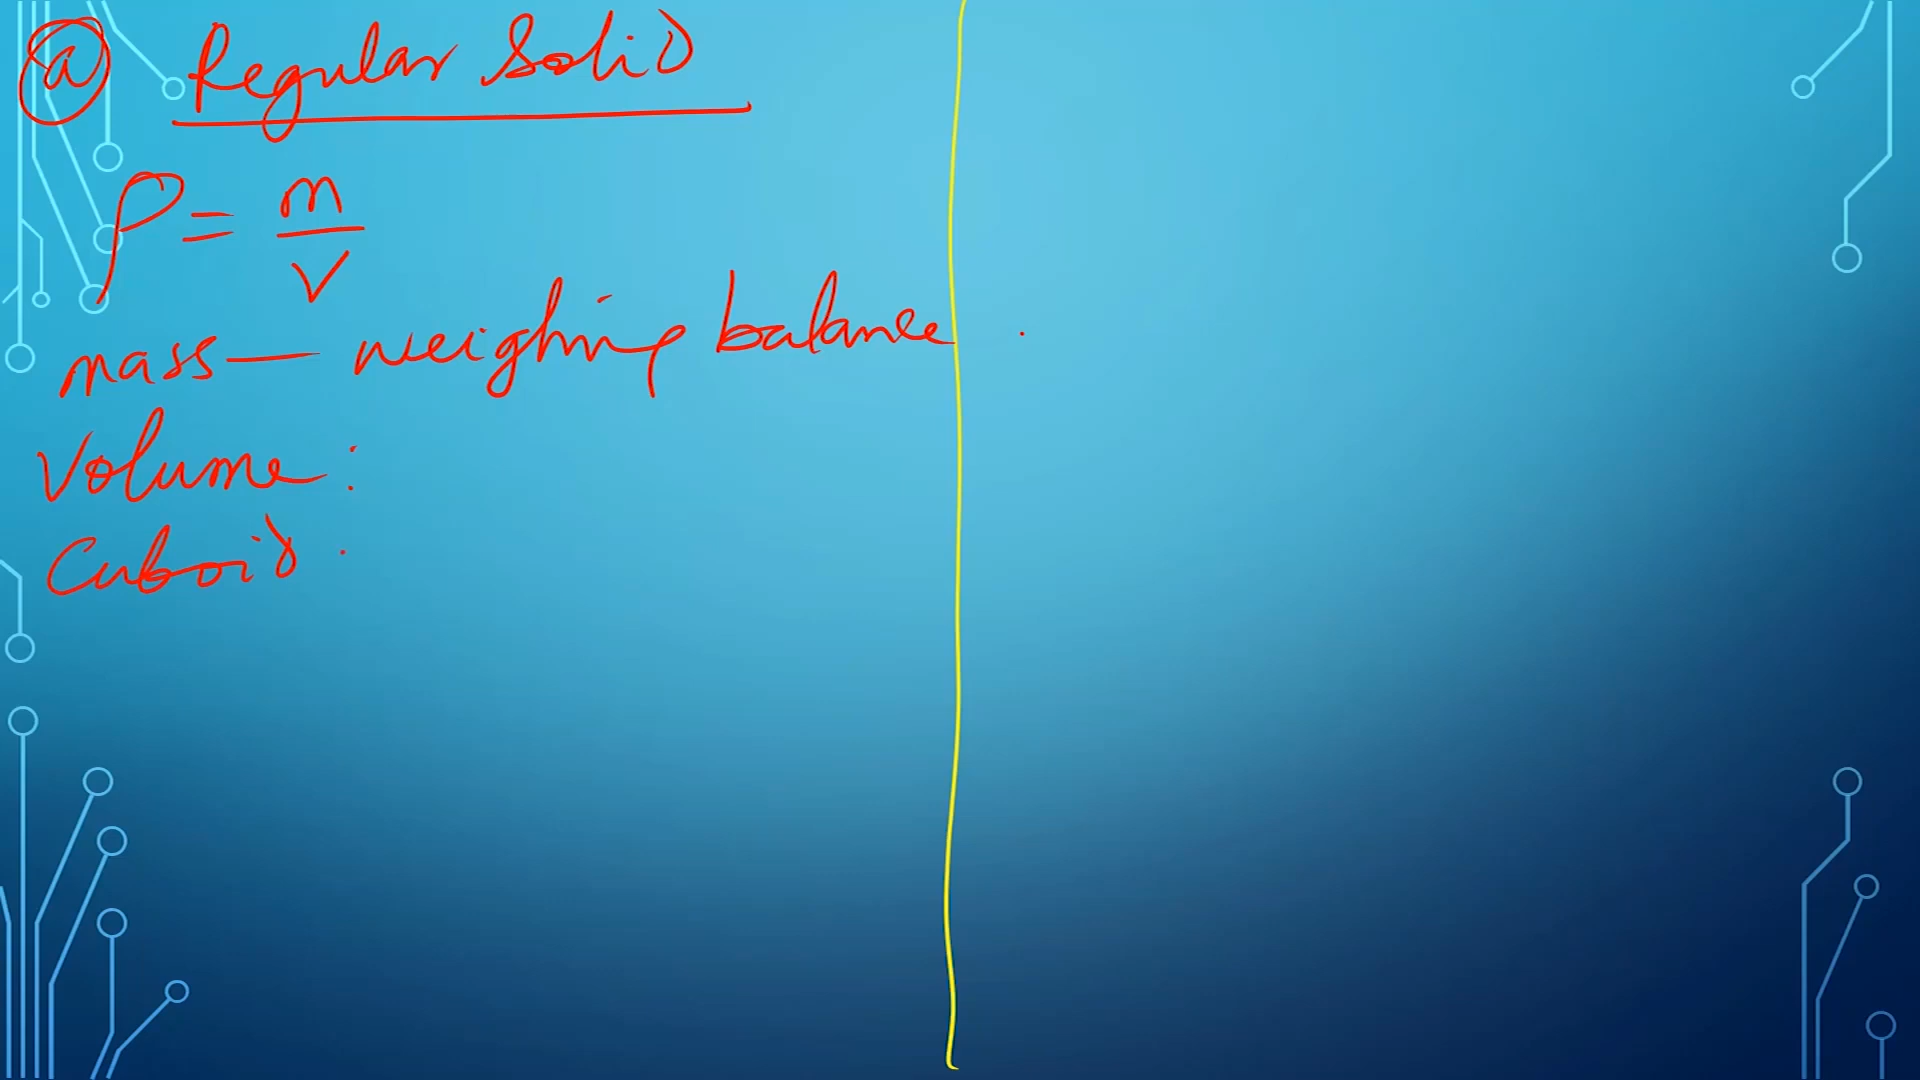 (a) Regular Solid
ρ = m/V
mass — weighing balance .
Volume :
Cuboid :